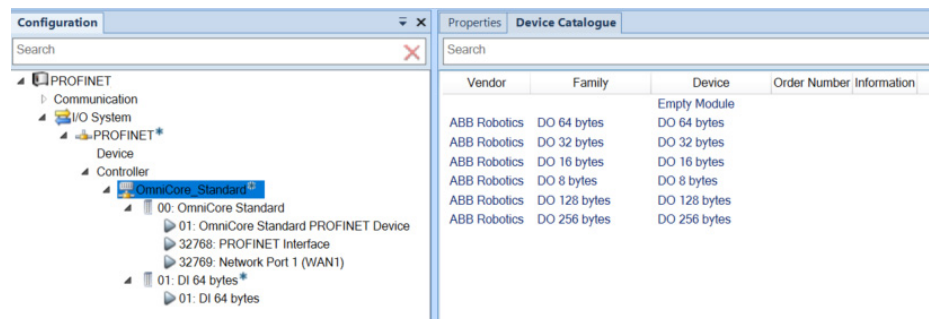 Configuration
Search
PROFINET
Communication
I/O System
PROFINET*
Device
Controller
OmniCore_Standard
00: OmniCore Standard
01: OmniCore Standard PROFINET Device
32768: PROFINET Interface
32769: Network Port 1 (WAN1)
01: DI 64 bytes*
01: DI 64 bytes
Properties Device Catalogue
Search
Vendor Family Device Order Number Information
Empty Module
ABB Robotics DO 64 bytes DO 64 bytes
ABB Robotics DO 32 bytes DO 32 bytes
ABB Robotics DO 16 bytes DO 16 bytes
ABB Robotics DO 8 bytes DO 8 bytes
ABB Robotics DO 128 bytes DO 128 bytes
ABB Robotics DO 256 bytes DO 256 bytes